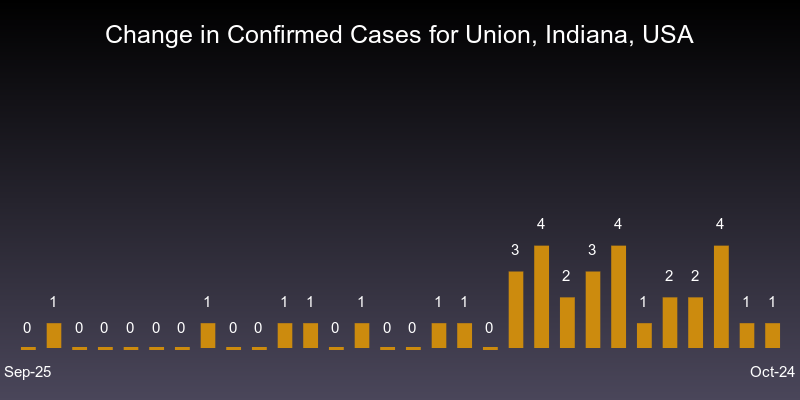 Change in Confirmed Cases for Union, Indiana, USA
0 1 0 0 0 0 0 1 0 0 1 1 0 1 0 0 1 1 0 3 4 2 3 4 1 2 2 4 1 1
Sep-25 Oct-24